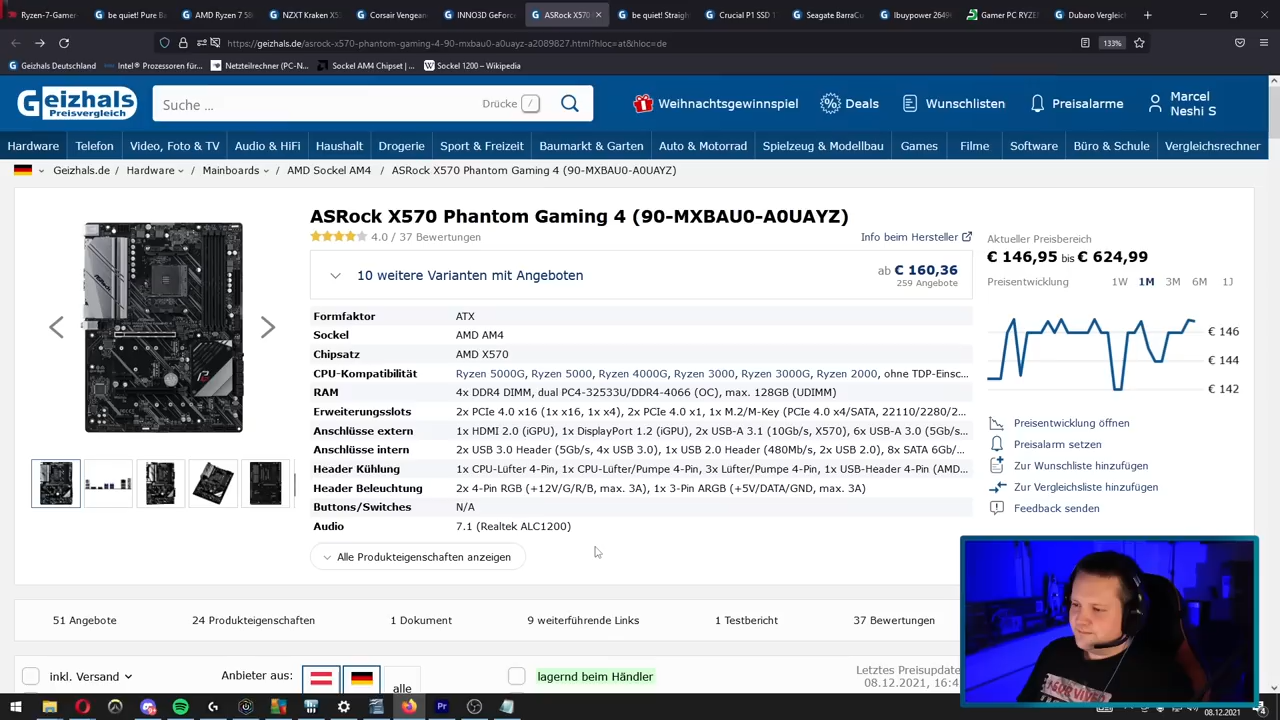 Ryzen-7-Gamer
be quiet! Pure Ba
AMD Ryzen 7 58
NZXT Kraken X5
Corsair Vengean
INNO3D GeForc
ASRock X570
be quiet! Straigh
Crucial P1 SSD 1
Seagate BarraCu
Ibuypower 2649
Gamer PC RYZE
Dubaro Verglei
https://geizhals.de/asrock-x570-phantom-gaming-4-90-mxbau0-a0uayz-a2089827.html?hloc=at&hloc=de
133%
Geizhals Deutschland
Intel® Prozessoren für...
Netzteilrechner (PC-N...
Sockel AM4 Chipset | ...
Sockel 1200 – Wikipedia
Geizhals
Preisvergleich
Suche ...
Drücke /
Weihnachtsgewinnspiel
Deals
Wunschlisten
Preisalarme
Marcel
Neshi S
Hardware
Telefon
Video, Foto & TV
Audio & HiFi
Haushalt
Drogerie
Sport & Freizeit
Baumarkt & Garten
Auto & Motorrad
Spielzeug & Modellbau
Games
Filme
Software
Büro & Schule
Vergleichsrechner
Geizhals.de / Hardware / Mainboards / AMD Sockel AM4 / ASRock X570 Phantom Gaming 4 (90-MXBAU0-A0UAYZ)
ASRock X570 Phantom Gaming 4 (90-MXBAU0-A0UAYZ)
4.0 / 37 Bewertungen
Info beim Hersteller
10 weitere Varianten mit Angeboten
ab € 160,36
259 Angebote
Formfaktor ATX
Sockel AMD AM4
Chipsatz AMD X570
CPU-Kompatibilität Ryzen 5000G, Ryzen 5000, Ryzen 4000G, Ryzen 3000, Ryzen 3000G, Ryzen 2000, ohne TDP-Einsc...
RAM 4x DDR4 DIMM, dual PC4-32533U/DDR4-4066 (OC), max. 128GB (UDIMM)
Erweiterungsslots 2x PCIe 4.0 x16 (1x x16, 1x x4), 2x PCIe 4.0 x1, 1x M.2/M-Key (PCIe 4.0 x4/SATA, 22110/2280/2...
Anschlüsse extern 1x HDMI 2.0 (iGPU), 1x DisplayPort 1.2 (iGPU), 2x USB-A 3.1 (10Gb/s, X570), 6x USB-A 3.0 (5Gb/s...
Anschlüsse intern 2x USB 3.0 Header (5Gb/s, 4x USB 3.0), 1x USB 2.0 Header (480Mb/s, 2x USB 2.0), 8x SATA 6Gb/...
Header Kühlung 1x CPU-Lüfter 4-Pin, 1x CPU-Lüfter/Pumpe 4-Pin, 3x Lüfter/Pumpe 4-Pin, 1x USB-Header 4-Pin (AMD...
Header Beleuchtung 2x 4-Pin RGB (+12V/G/R/B, max. 3A), 1x 3-Pin ARGB (+5V/DATA/GND, max. 3A)
Buttons/Switches N/A
Audio 7.1 (Realtek ALC1200)
Alle Produkteigenschaften anzeigen
Aktueller Preisbereich
€ 146,95 bis € 624,99
Preisentwicklung 1W 1M 3M 6M 1J
€ 146
€ 144
€ 142
Preisentwicklung öffnen
Preisalarm setzen
Zur Wunschliste hinzufügen
Zur Vergleichsliste hinzufügen
Feedback senden
51 Angebote
24 Produkteigenschaften
1 Dokument
9 weiterführende Links
1 Testbericht
37 Bewertungen
inkl. Versand
Anbieter aus:
alle
lagernd beim Händler
Letztes Preisupdate
08.12.2021, 16:4
08.12.2021